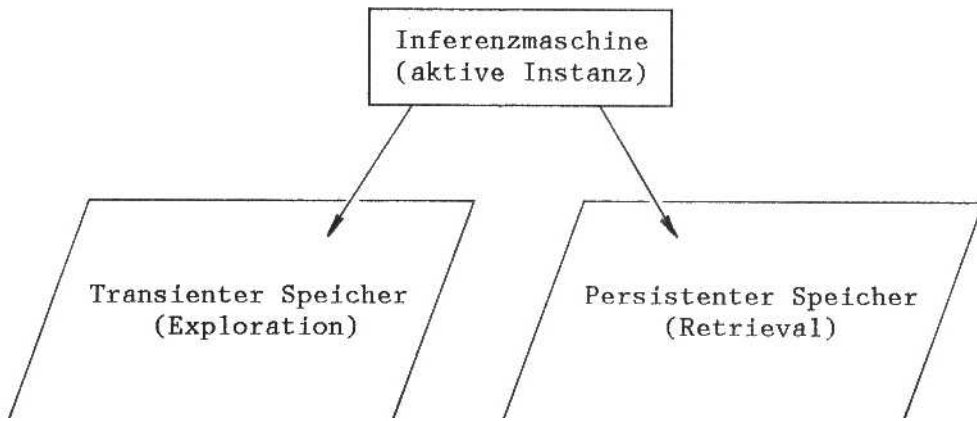 Inferenzmaschine
(aktive Instanz)
Transienter Speicher
(Exploration)
Persistenter Speicher
(Retrieval)